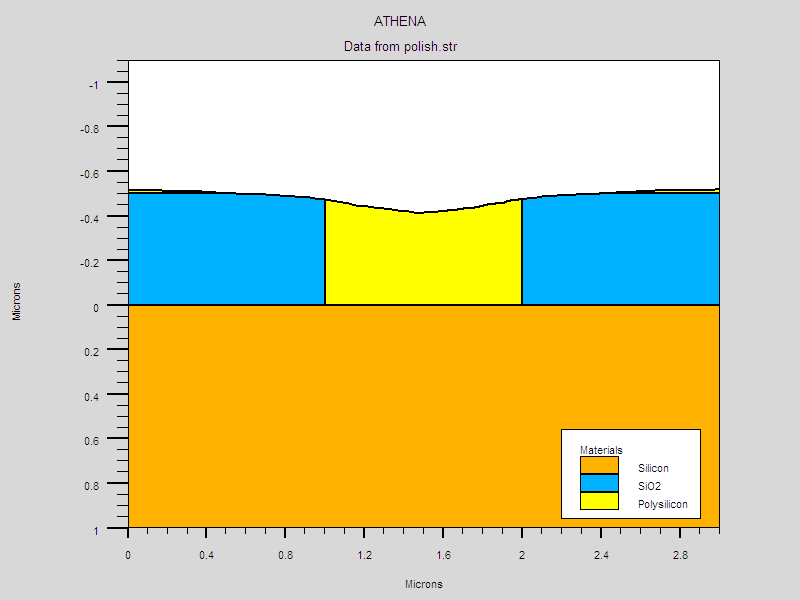 ATHENA
Data from polish.str
Microns
-1
-0.8
-0.6
-0.4
-0.2
0
0.2
0.4
0.6
0.8
1
Materials
Silicon
SiO2
Polysilicon
0
0.4
0.8
1.2
1.6
2
2.4
2.8
Microns